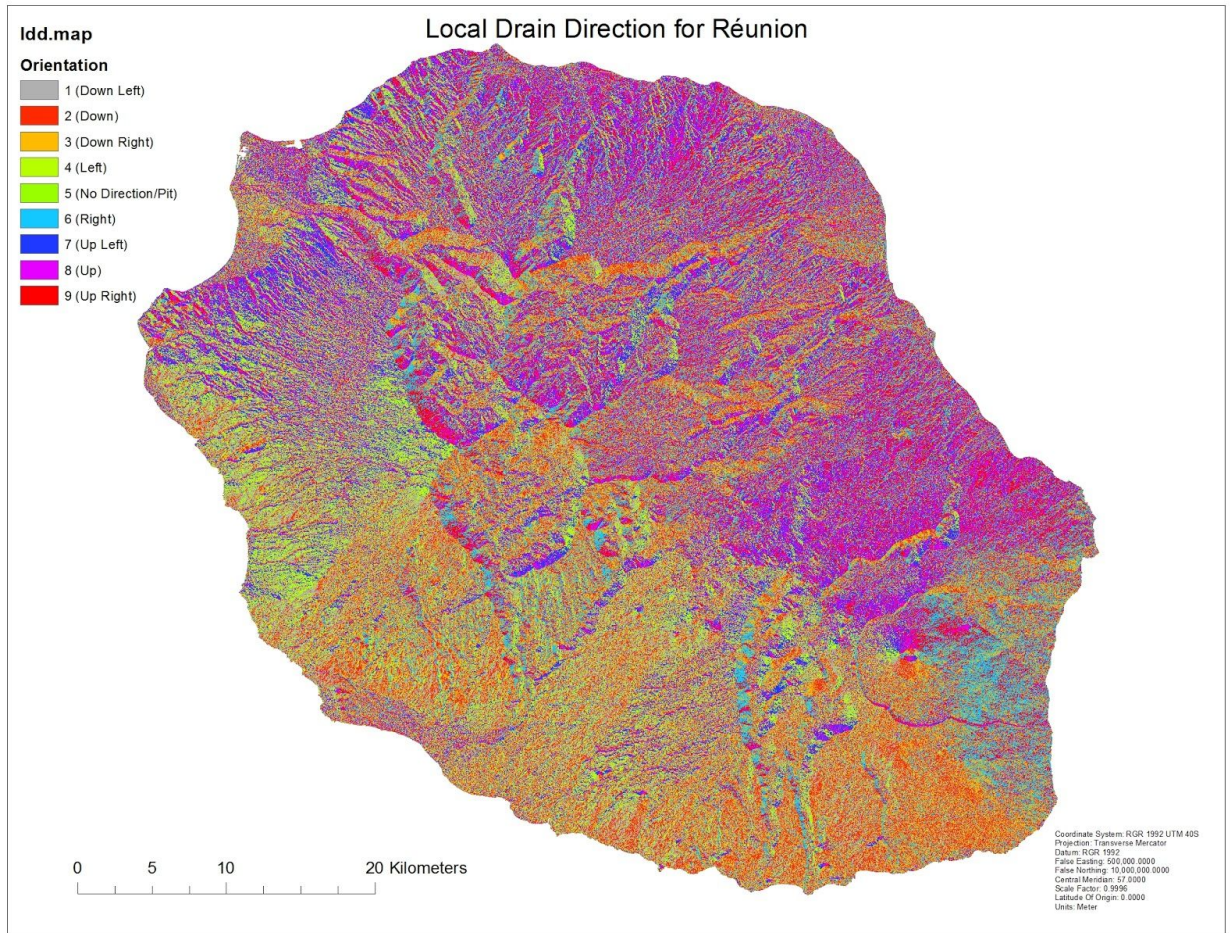 Local Drain Direction for Réunion
ldd.map
Orientation
1 (Down Left)
2 (Down)
3 (Down Right)
4 (Left)
5 (No Direction/Pit)
6 (Right)
7 (Up Left)
8 (Up)
9 (Up Right)
0 5 10 20 Kilometers
Coordinate System: RGR 1992 UTM 40S
Projection: Transverse Mercator
Datum: RGR 1992
False Easting: 500,000.0000
False Northing: 10,000,000.0000
Central Meridian: 57.0000
Scale Factor: 0.9996
Latitude Of Origin: 0.0000
Units: Meter